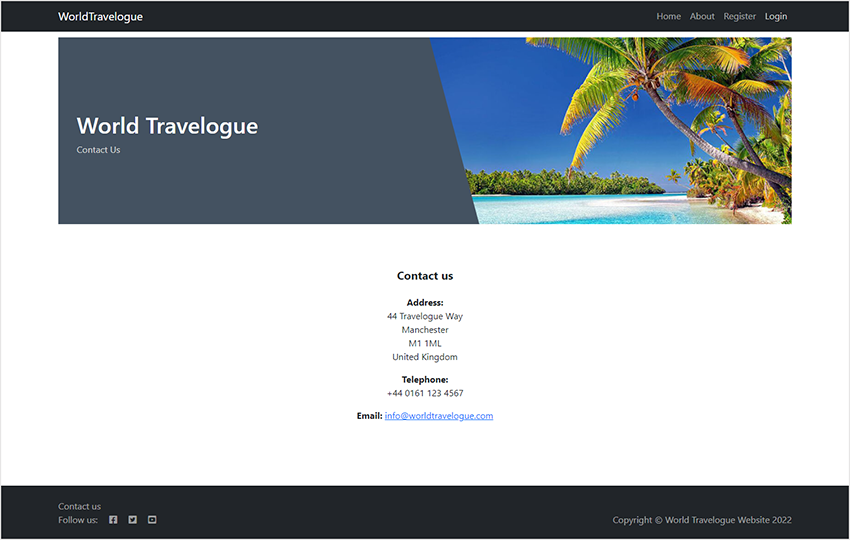 WorldTravelogue
Home About Register Login
World Travelogue
Contact Us
Contact us
Address:
44 Travelogue Way
Manchester
M1 1ML
United Kingdom
Telephone:
+44 0161 123 4567
Email: info@worldtravelogue.com
Contact us
Follow us:
Copyright © World Travelogue Website 2022